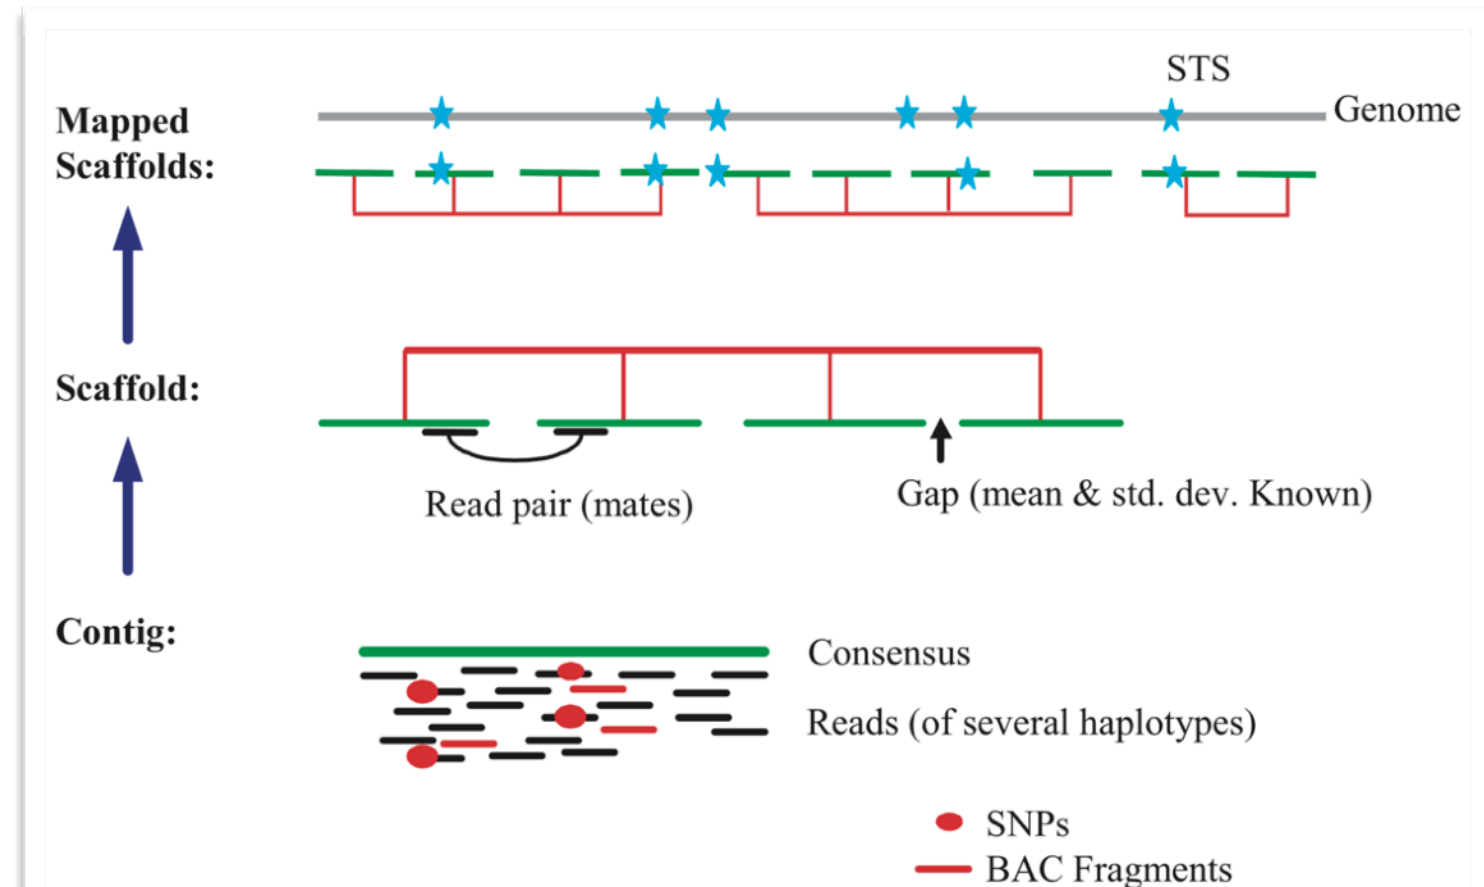 STS
Genome
Mapped
Scaffolds:
Scaffold:
Read pair (mates)
Gap (mean & std. dev. Known)
Contig:
Consensus
Reads (of several haplotypes)
SNPs
BAC Fragments